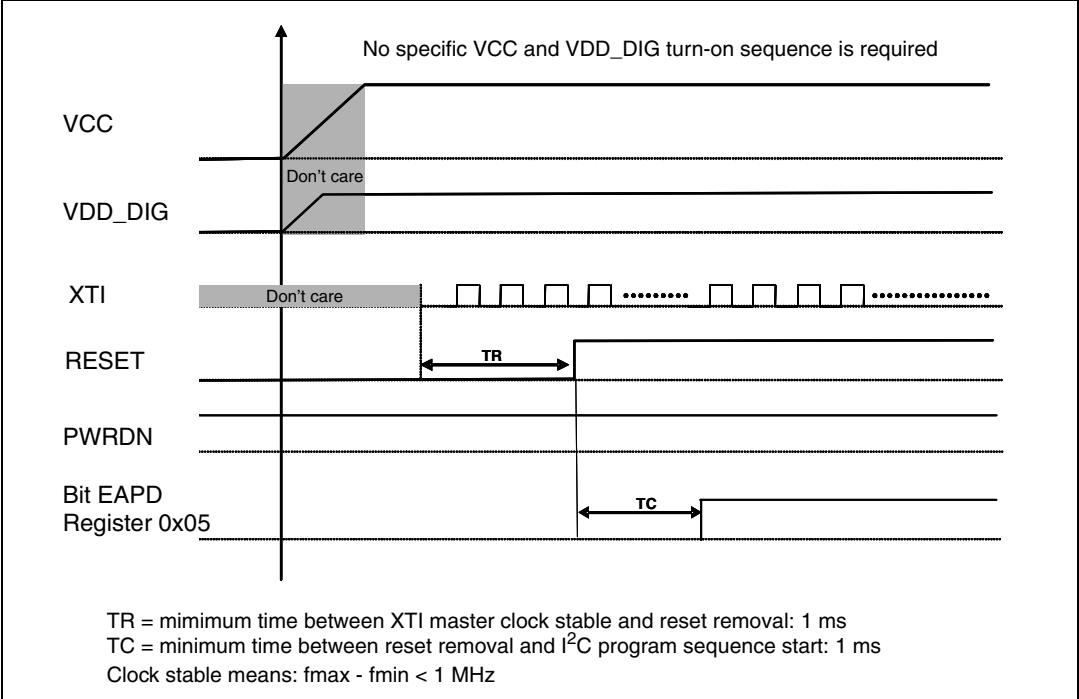 No specific VCC and VDD_DIG turn-on sequence is required
VCC
Don't care
VDD_DIG
XTI
Don't care
RESET
TR
PWRDN
Bit EAPD
Register 0x05
TC
TR = mimimum time between XTI master clock stable and reset removal: 1 ms
TC = minimum time between reset removal and I²C program sequence start: 1 ms
Clock stable means: fmax - fmin < 1 MHz